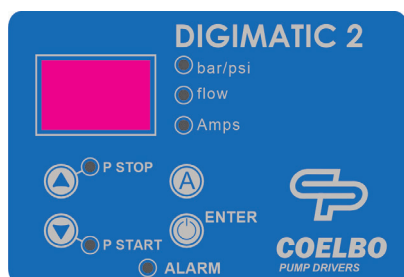 DIGIMATIC 2
bar/psi
flow
Amps
P STOP
A
ENTER
P START
ALARM
COELBO
PUMP DRIVERS